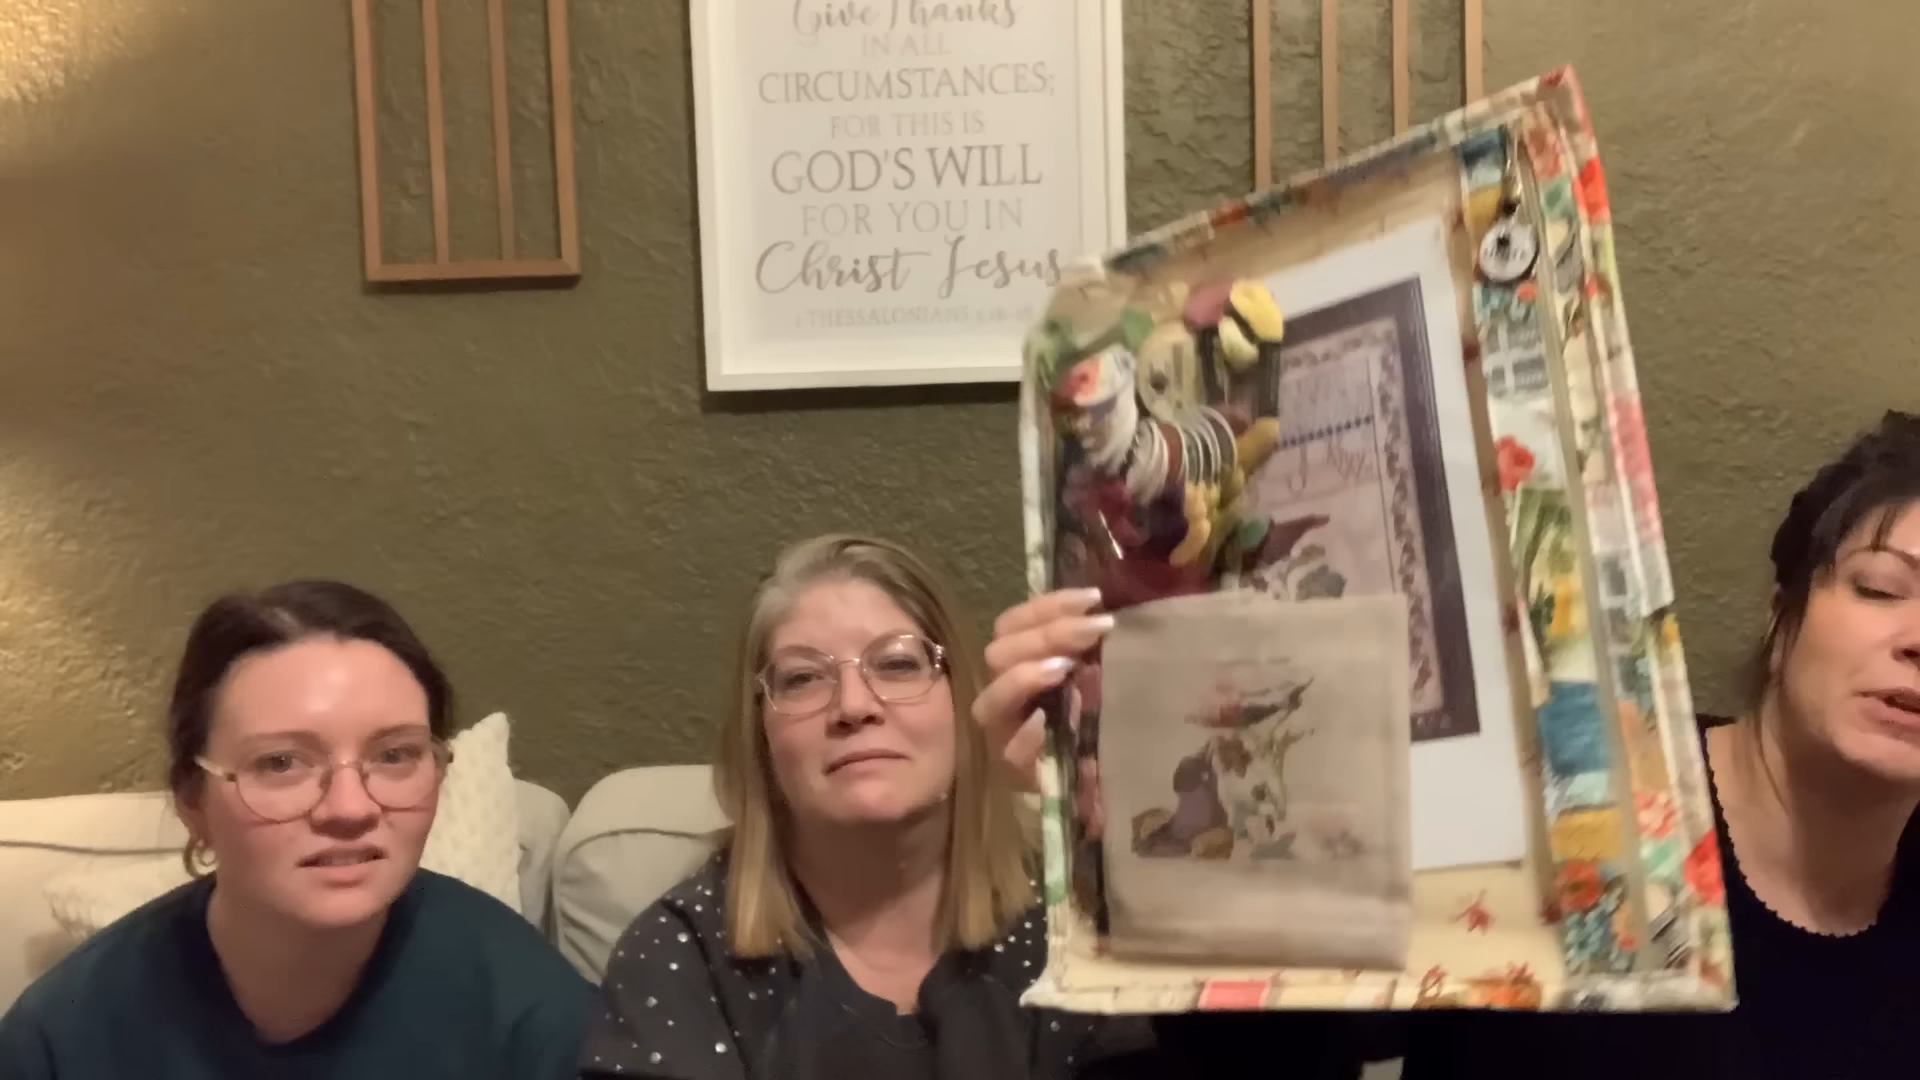 Give Thanks
IN ALL
CIRCUMSTANCES;
FOR THIS IS
GOD'S WILL
FOR YOU IN
Christ Jesus
1 THESSALONIANS